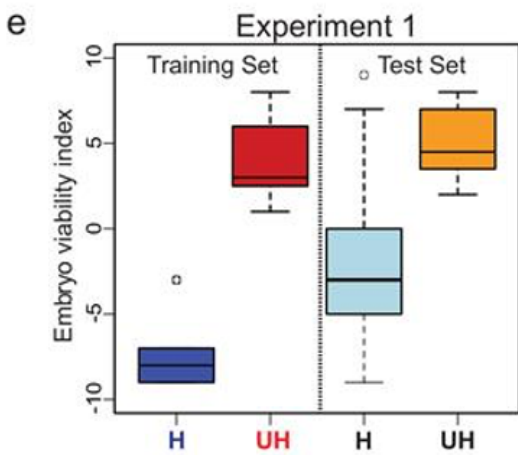 e
Experiment 1
Training Set
Test Set
Embryo viability index
10
5
0
-5
-10
H
UH
H
UH